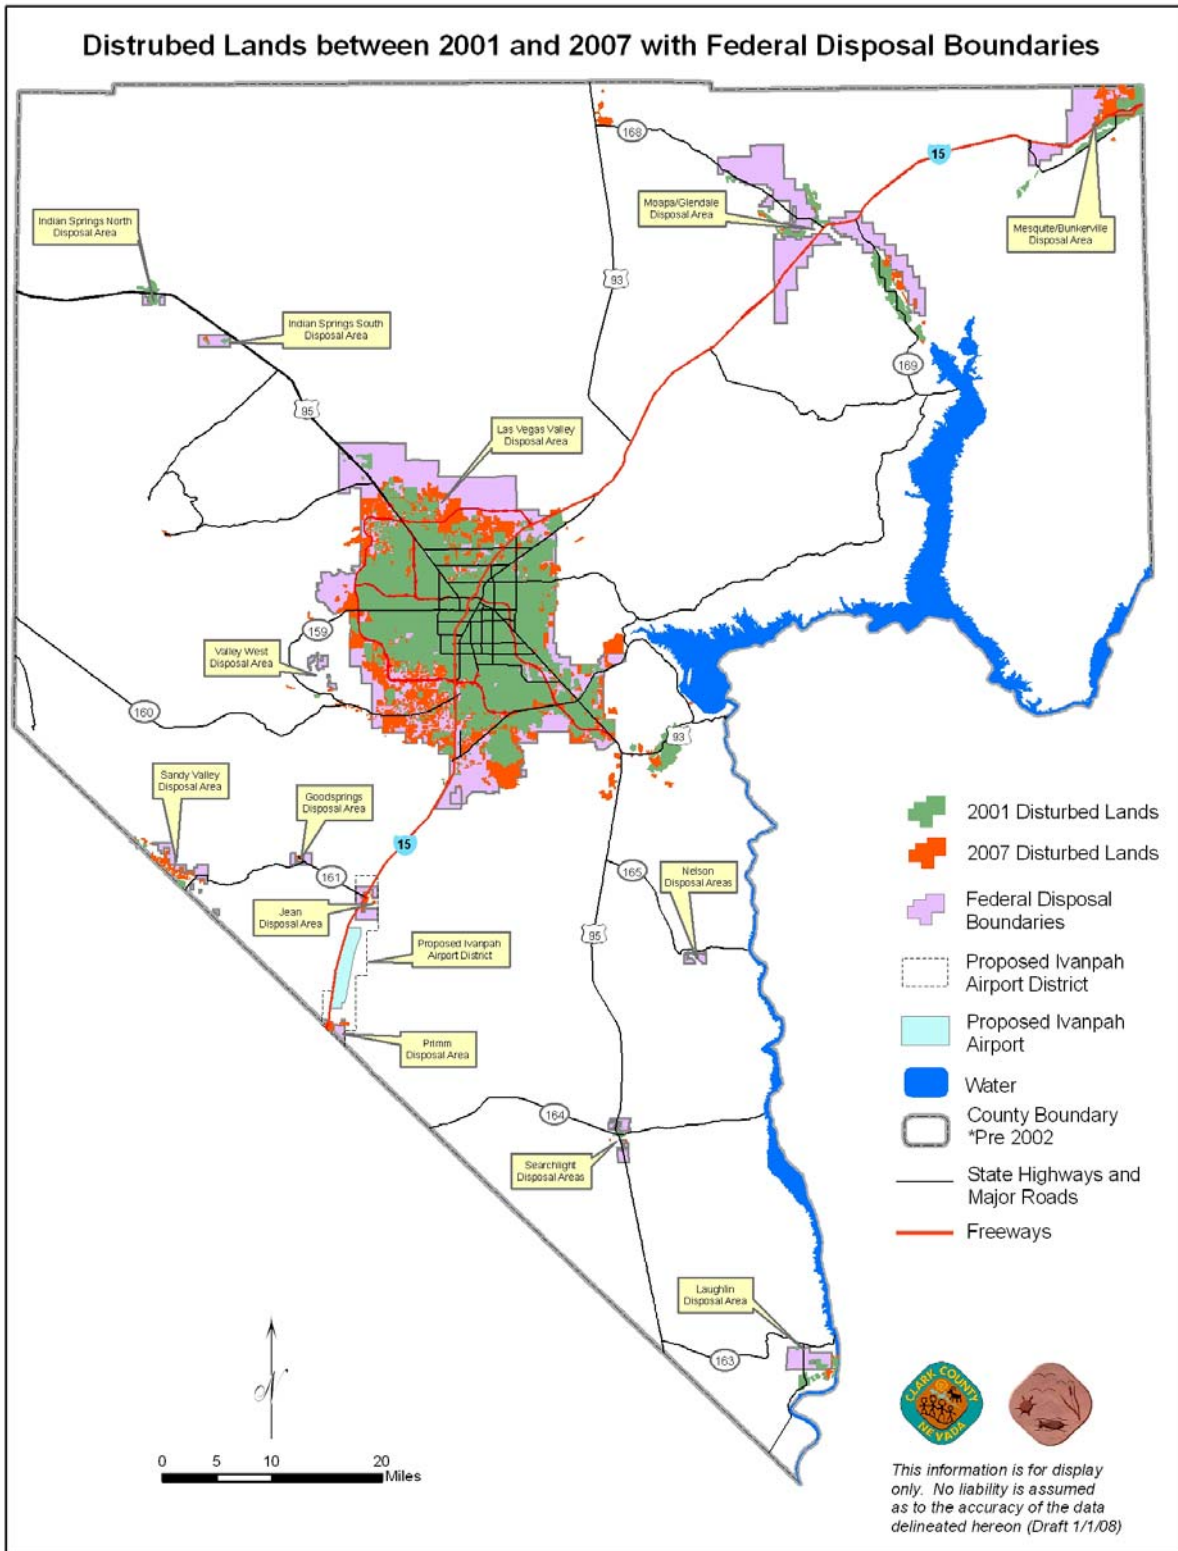 Distrubed Lands between 2001 and 2007 with Federal Disposal Boundaries
168
15
Moapa/Glendale
Disposal Area
Mesquite/Bunkerville
Disposal Area
Indian Springs North
Disposal Area
93
Indian Springs South
Disposal Area
169
95
Las Vegas Valley
Disposal Area
159
Valley West
Disposal Area
160
93
Sandy Valley
Disposal Area
Goodsprings
Disposal Area
15
161
165
Nelson
Disposal Areas
Jean
Disposal Area
95
Proposed Ivanpah
Airport District
Primm
Disposal Area
164
Searchlight
Disposal Areas
Laughlin
Disposal Area
163
2001 Disturbed Lands
2007 Disturbed Lands
Federal Disposal
Boundaries
Proposed Ivanpah
Airport District
Proposed Ivanpah
Airport
Water
County Boundary
*Pre 2002
State Highways and
Major Roads
Freeways
N
0 5 10 20
Miles
CLARK COUNTY
NEVADA
This information is for display
only. No liability is assumed
as to the accuracy of the data
delineated hereon (Draft 1/1/08)